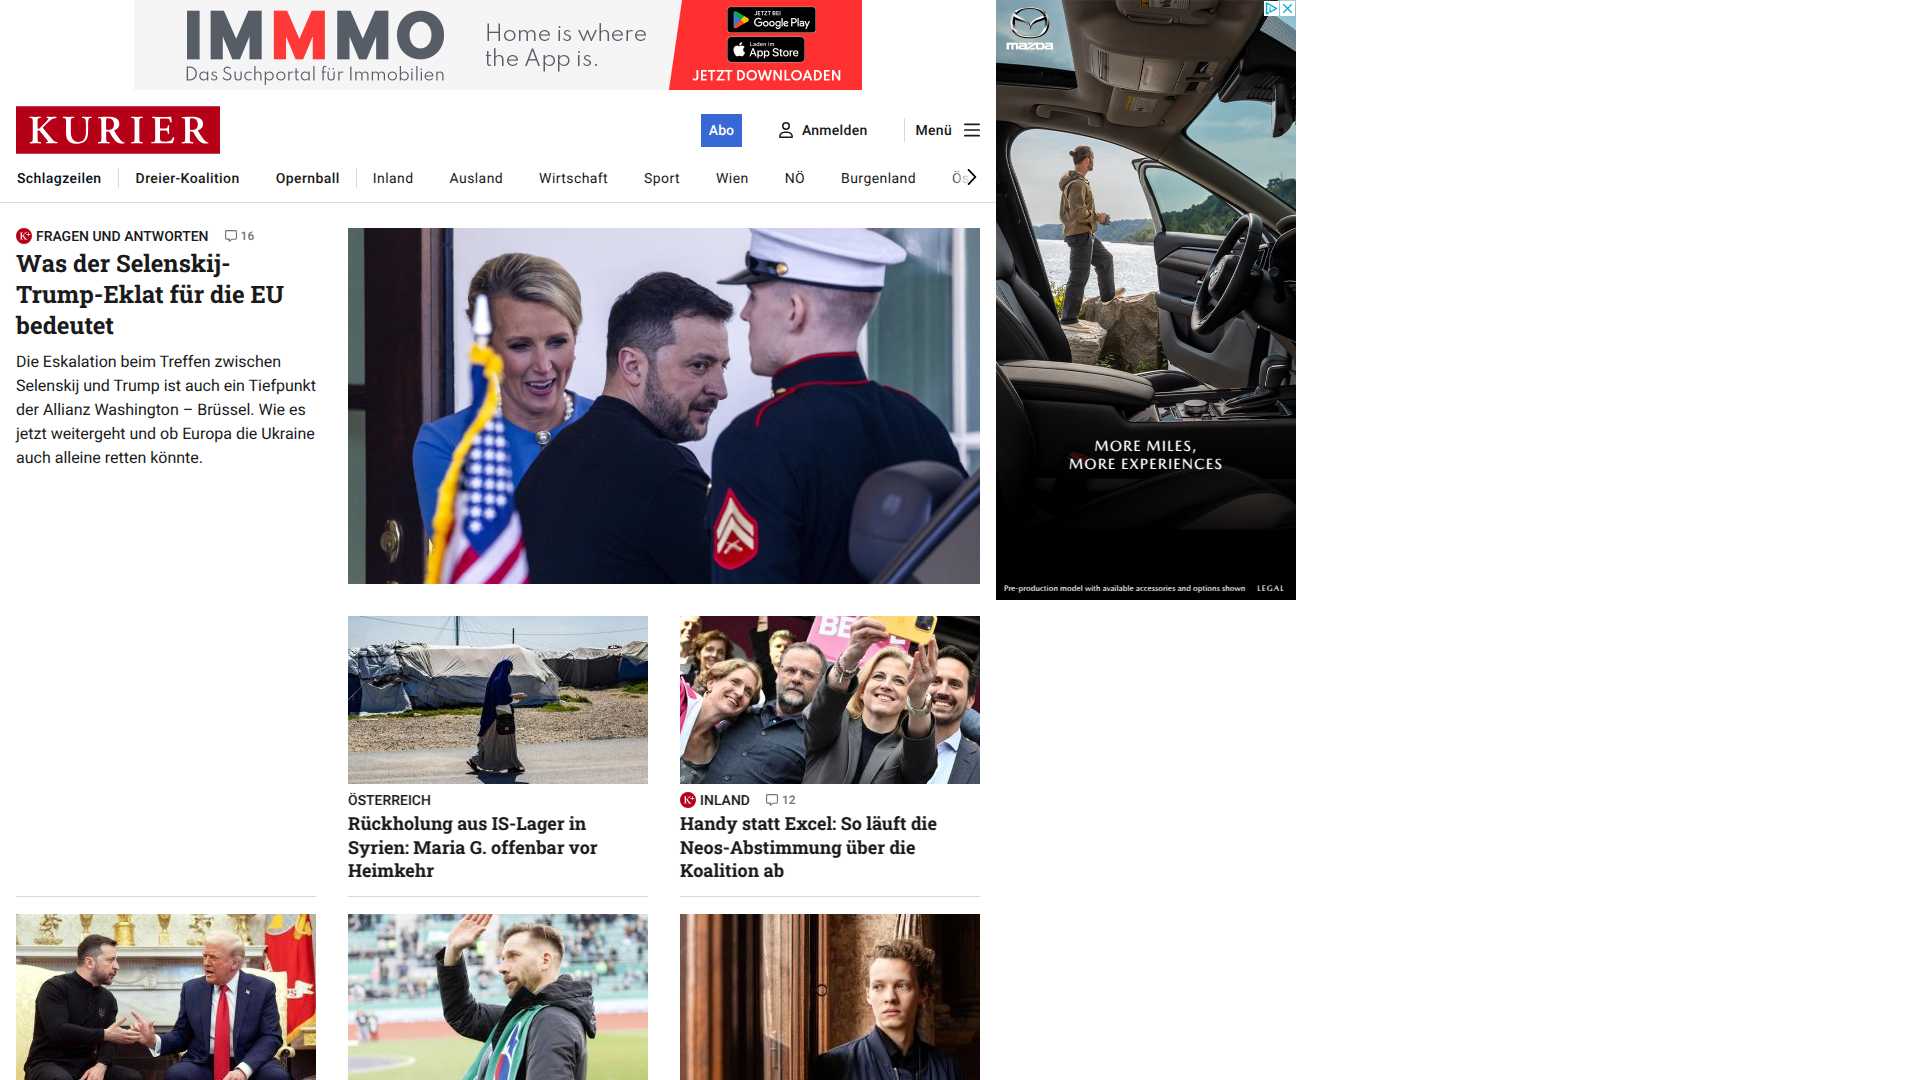 IMMMO
Das Suchportal für Immobilien
Home is where
the App is.
JETZT BEI
Google Play
Laden im
App Store
JETZT DOWNLOADEN
mazda
KURIER
Abo
Anmelden
Menü
Schlagzeilen
Dreier-Koalition
Opernball
Inland
Ausland
Wirtschaft
Sport
Wien
NÖ
Burgenland
K+ FRAGEN UND ANTWORTEN 16
Was der Selenskij-
Trump-Eklat für die EU
bedeutet
Die Eskalation beim Treffen zwischen
Selenskij und Trump ist auch ein Tiefpunkt
der Allianz Washington – Brüssel. Wie es
jetzt weitergeht und ob Europa die Ukraine
auch alleine retten könnte.
MORE MILES,
MORE EXPERIENCES
Pre-production model with available accessories and options shown LEGAL
ÖSTERREICH
Rückholung aus IS-Lager in
Syrien: Maria G. offenbar vor
Heimkehr
K+ INLAND 12
Handy statt Excel: So läuft die
Neos-Abstimmung über die
Koalition ab